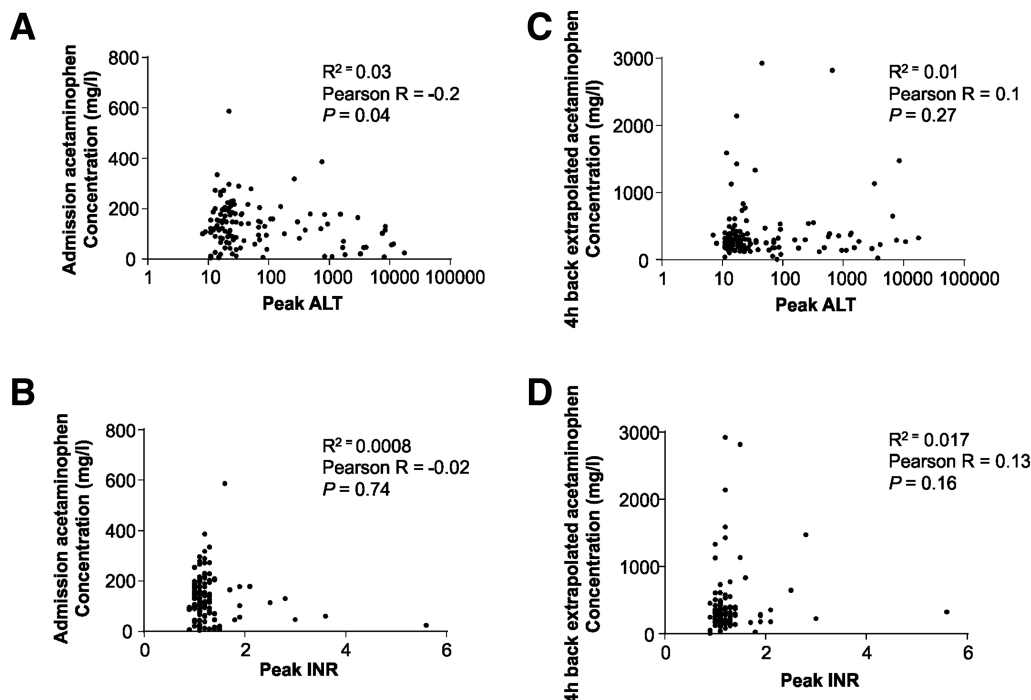 A
Admission acetaminophen
Concentration (mg/l)
800
600
400
200
0
R² = 0.03
Pearson R = -0.2
P = 0.04
1
10
100
1000
10000
100000
Peak ALT
C
4h back extrapolated acetaminophen
Concentration (mg/l)
3000
2000
1000
0
R² = 0.01
Pearson R = 0.1
P = 0.27
1
10
100
1000
10000
100000
Peak ALT
B
Admission acetaminophen
Concentration (mg/l)
800
600
400
200
0
R² = 0.0008
Pearson R = -0.02
P = 0.74
0
2
4
6
Peak INR
D
4h back extrapolated acetaminophen
Concentration (mg/l)
3000
2000
1000
0
R² = 0.017
Pearson R = 0.13
P = 0.16
0
2
4
6
Peak INR